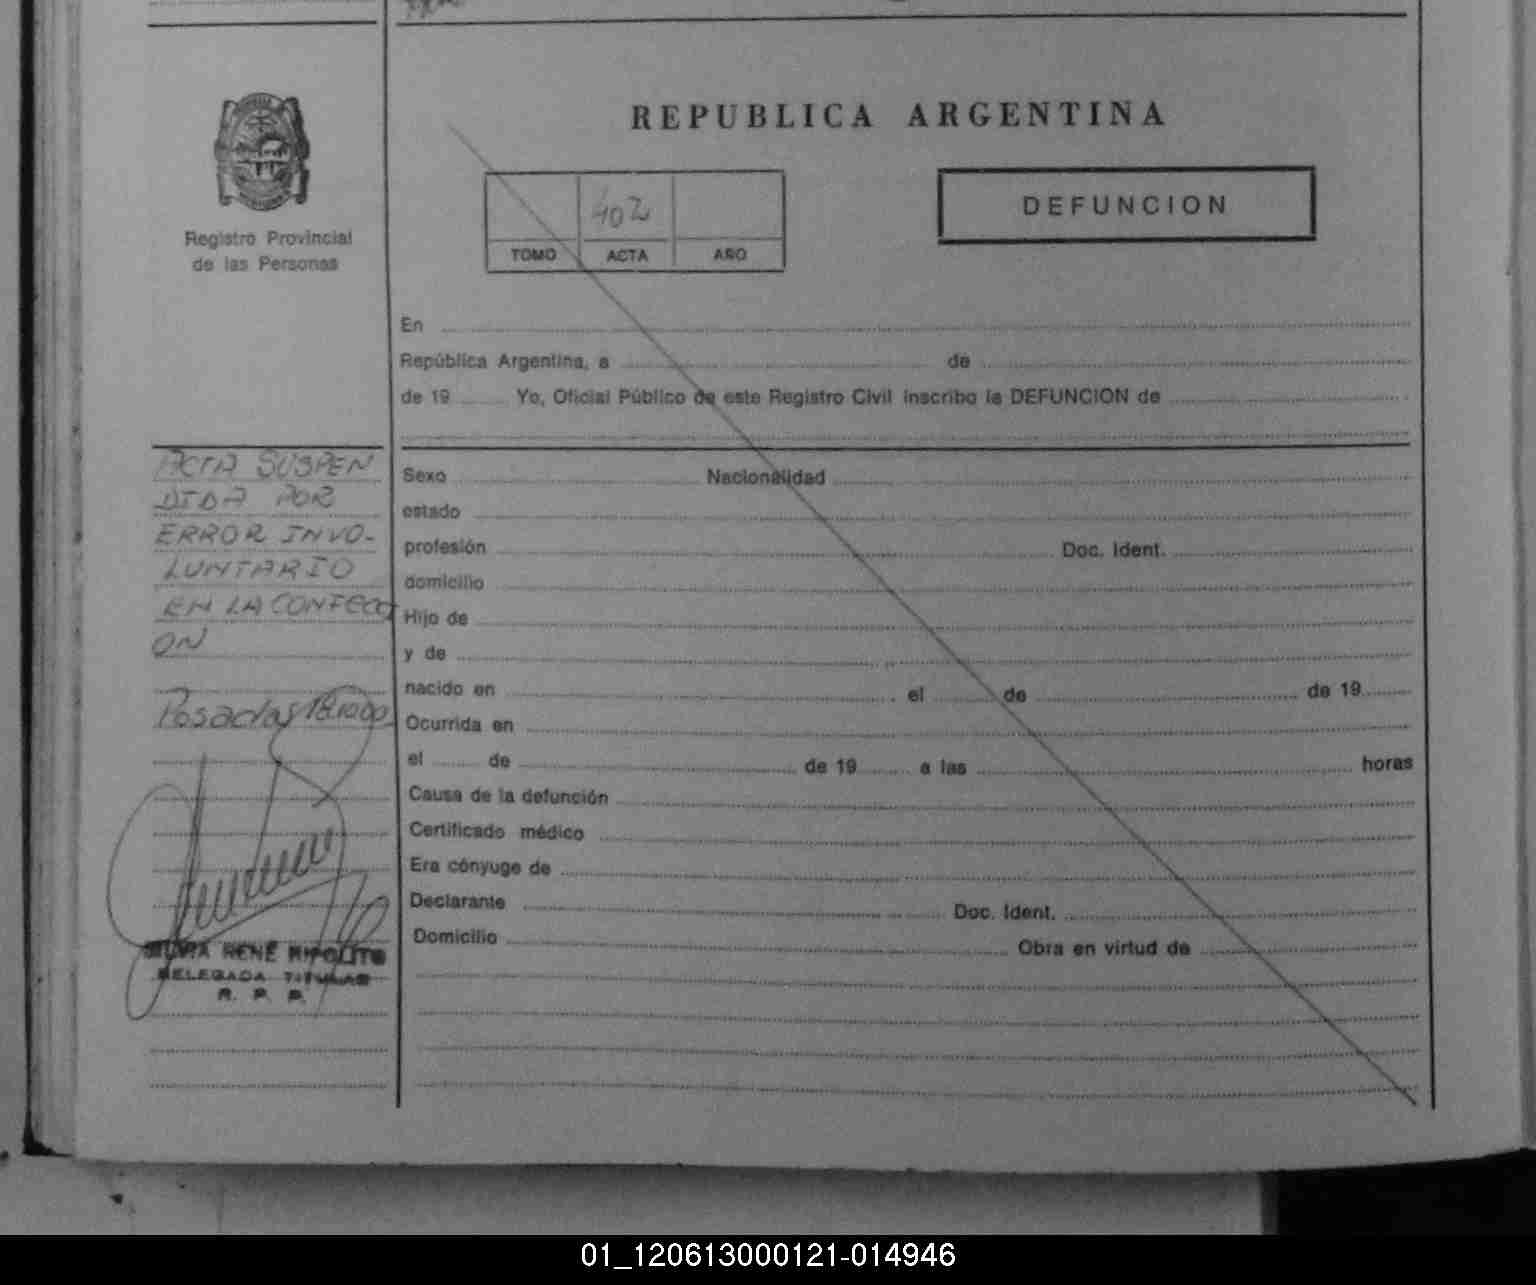 REPUBLICA ARGENTINA
Registro Provincial
de las Personas
402
TOMO ACTA AÑO
DEFUNCION
En
República Argentina, a de
de 19 Yo, Oficial Público de este Registro Civil inscribo la DEFUNCION de
ACTA SUSPEN
DIDA POR
ERROR INVO-
LUNTARIO
EN LA CONFECCI
ON
Posadas
Sexo Nacionalidad
estado
profesión Doc. Ident.
domicilio
Hijo de
y de
nacido en el de de 19
Ocurrida en
el de de 19 a las horas
Causa de la defunción
Certificado médico
Era cónyuge de
Declarante Doc. Ident.
Domicilio Obra en virtud de
RENE HIPOLITO
DELEGADA TITULAR
R. P. P.
01_120613000121-014946